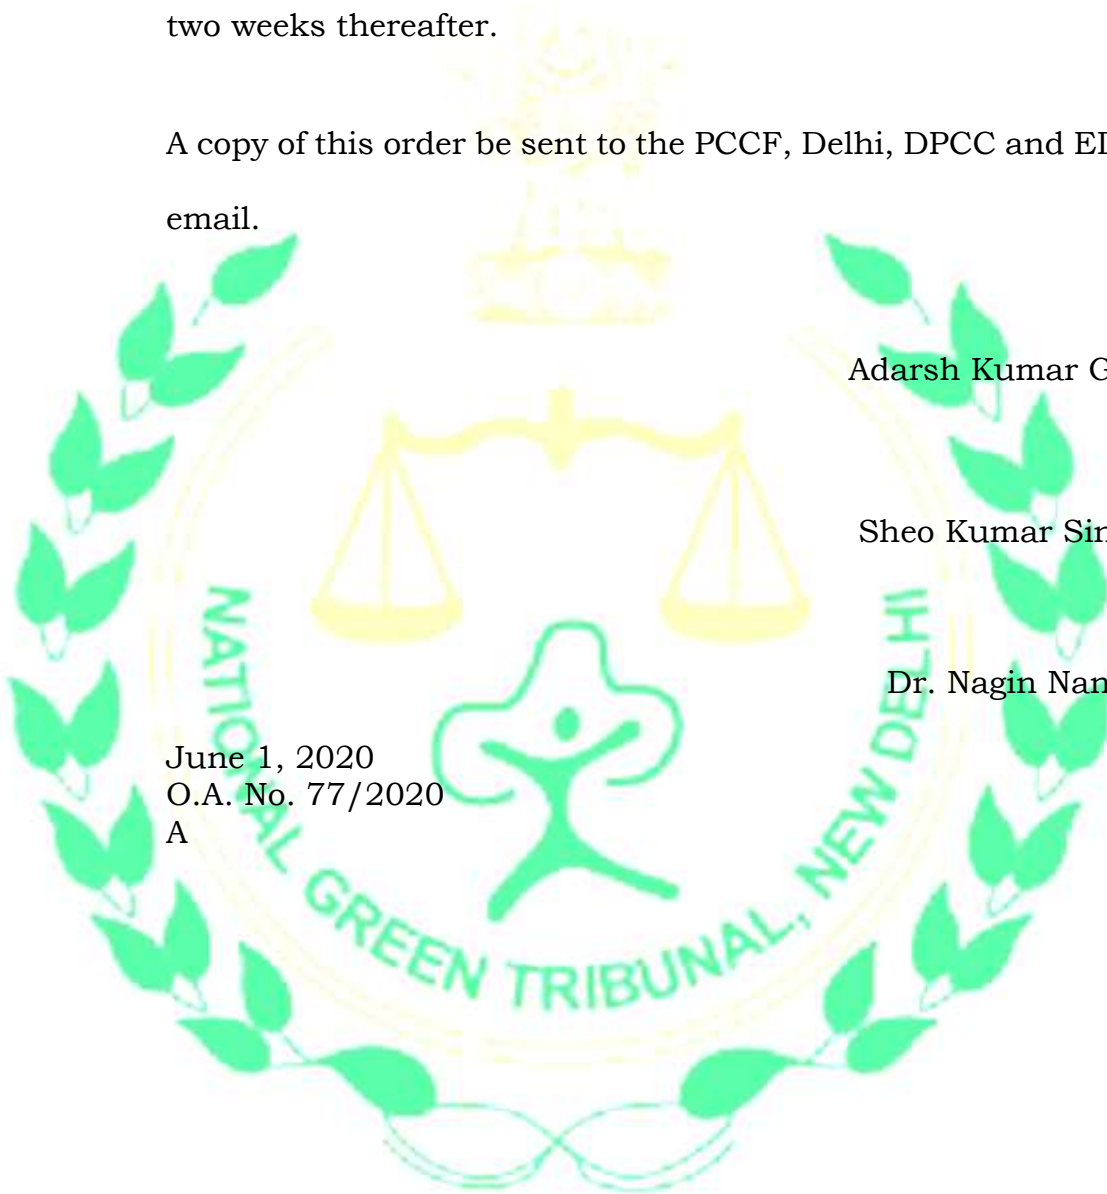 two weeks thereafter.
A copy of this order be sent to the PCCF, Delhi, DPCC and
email.
Adarsh Kumar
Sheo Kumar
Dr. Nagin
June 1, 2020
O.A. No. 77/2020
A
NATIONAL GREEN TRIBUNAL, NEW DELHI